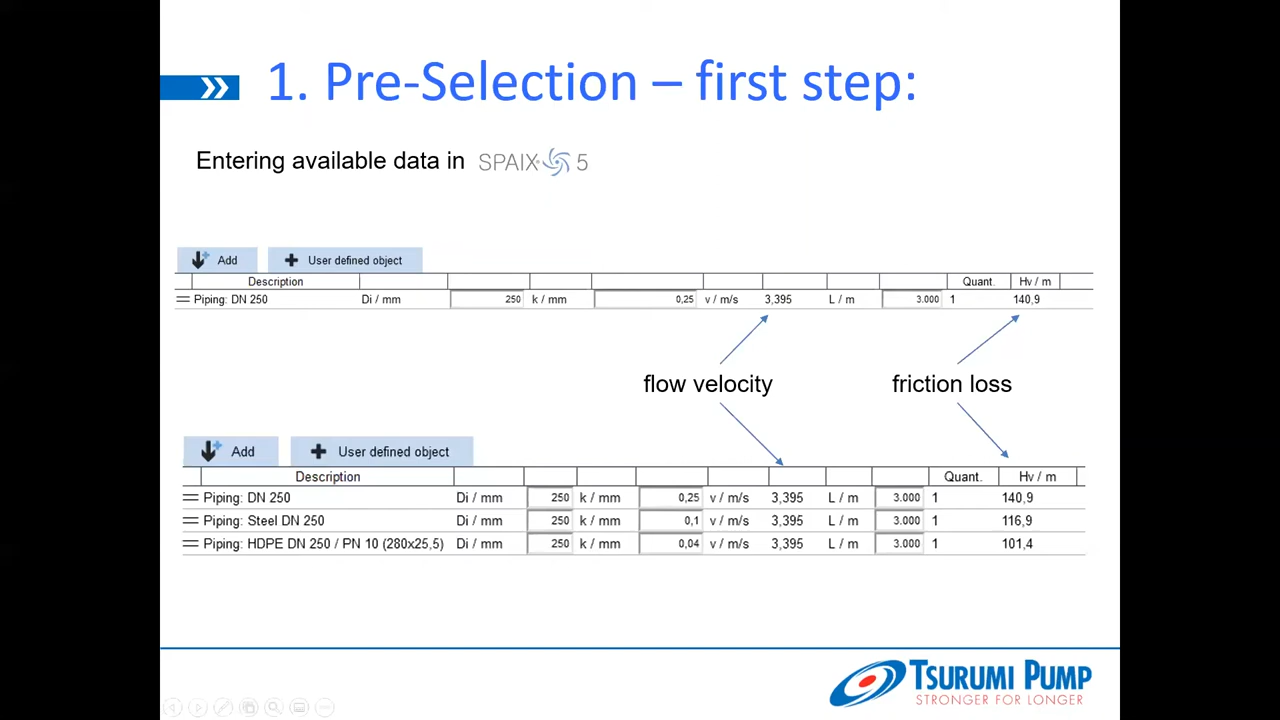 1. Pre-Selection – first step:
Entering available data in SPAIX 5
Add User defined object
Description Quant. Hv / m
Piping: DN 250 Di / mm 250 k / mm 0,25 v / m/s 3,395 L / m 3.000 1 140,9
flow velocity friction loss
Add User defined object
Description Quant. Hv / m
Piping: DN 250 Di / mm 250 k / mm 0,25 v / m/s 3,395 L / m 3.000 1 140,9
Piping: Steel DN 250 Di / mm 250 k / mm 0,1 v / m/s 3,395 L / m 3.000 1 116,9
Piping: HDPE DN 250 / PN 10 (280x25,5) Di / mm 250 k / mm 0,04 v / m/s 3,395 L / m 3.000 1 101,4
TSURUMI PUMP
STRONGER FOR LONGER